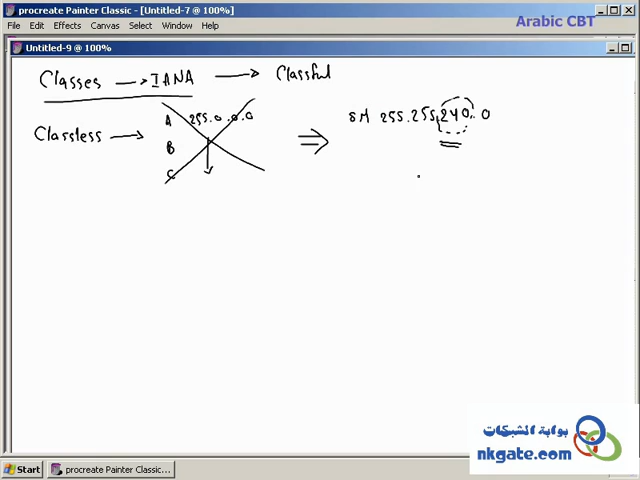 procreate Painter Classic - [Untitled-7 @ 100%]
Arabic CBT
File Edit Effects Canvas Select Movie Window Help
Untitled-9 @ 100%
Classes → IANA → Classful
Classless →
A 255.0.0.0
B
C
⇒ SM 255.255.240.0
بوابة الشبكات
nkgate.com
Start
procreate Painter Classic...